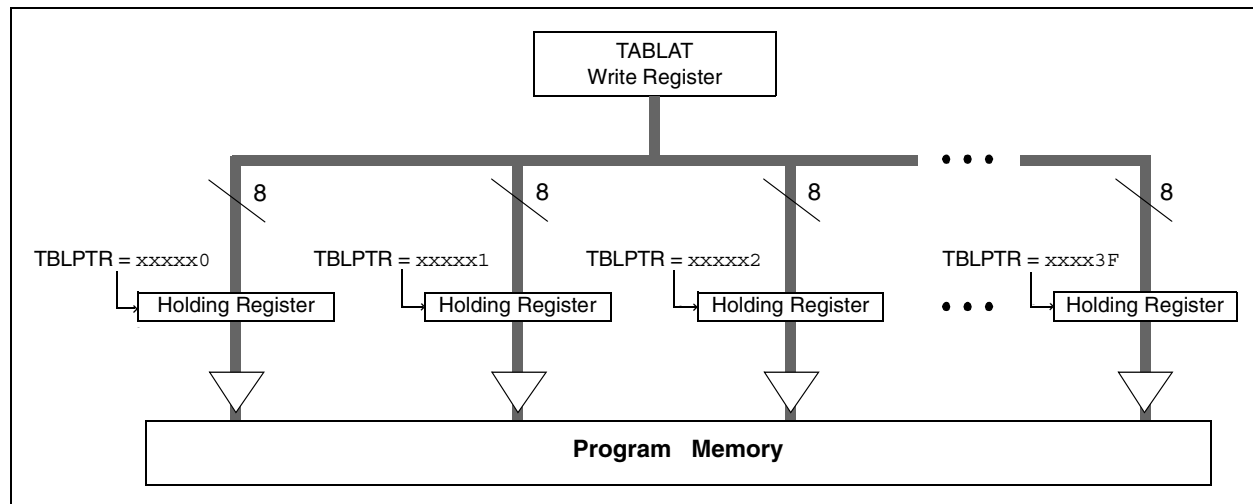 TABLAT
Write Register
8 8 8 8
TBLPTR = xxxxx0 TBLPTR = xxxxx1 TBLPTR = xxxxx2 TBLPTR = xxxx3F
Holding Register Holding Register Holding Register Holding Register
Program Memory